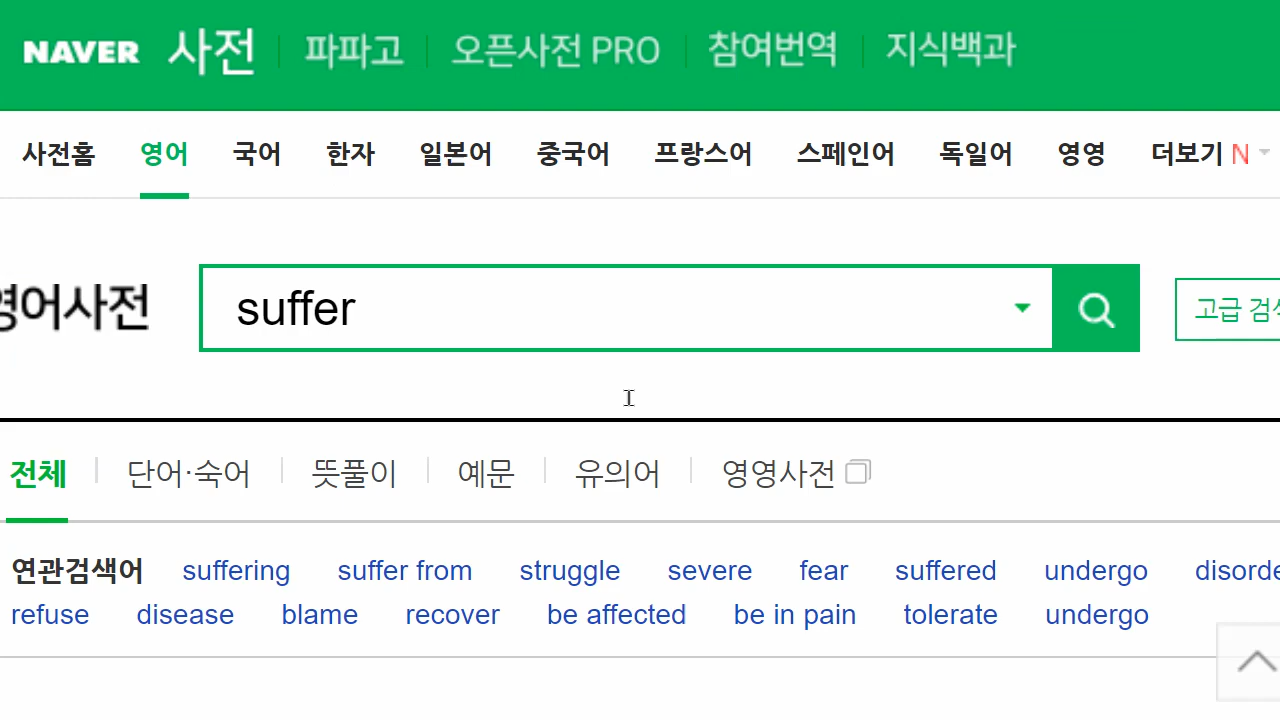 NAVER 사전 파파고 오픈사전 PRO 참여번역 지식백과
사전홈 영어 국어 한자 일본어 중국어 프랑스어 스페인어 독일어 영영 더보기 N
영어사전 suffer 고급 검색
전체 단어·숙어 뜻풀이 예문 유의어 영영사전
연관검색어 suffering suffer from struggle severe fear suffered undergo disorde
refuse disease blame recover be affected be in pain tolerate undergo